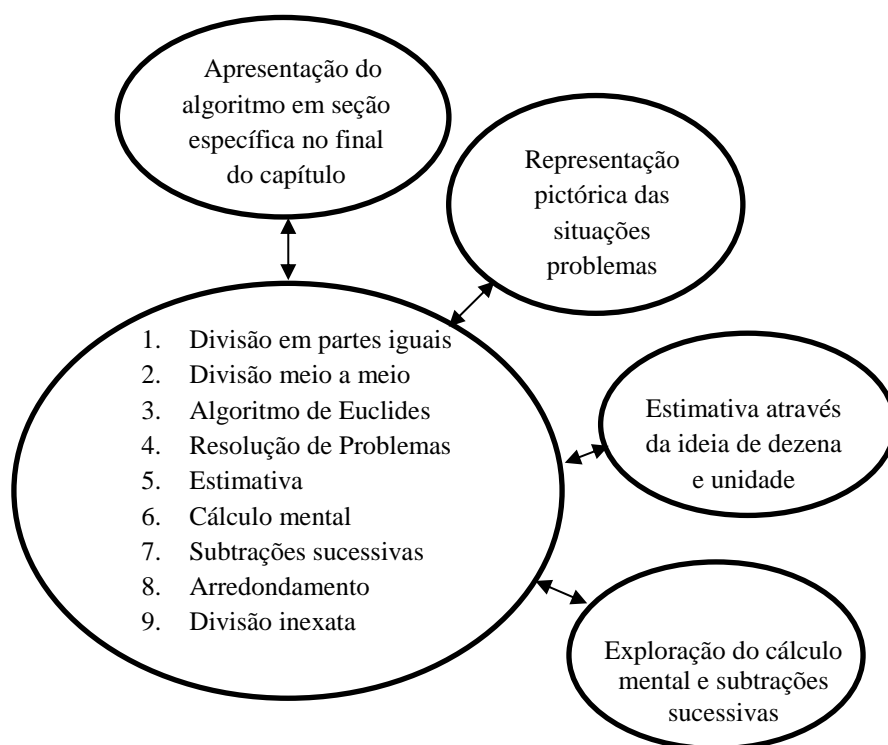 Apresentação do
algoritmo em seção
específica no final
do capítulo
Representação
pictórica das
situações
problemas
1. Divisão em partes iguais
2. Divisão meio a meio
3. Algoritmo de Euclides
4. Resolução de Problemas
5. Estimativa
6. Cálculo mental
7. Subtrações sucessivas
8. Arredondamento
9. Divisão inexata
Estimativa através
da ideia de dezena
e unidade
Exploração do cálculo
mental e subtrações
sucessivas